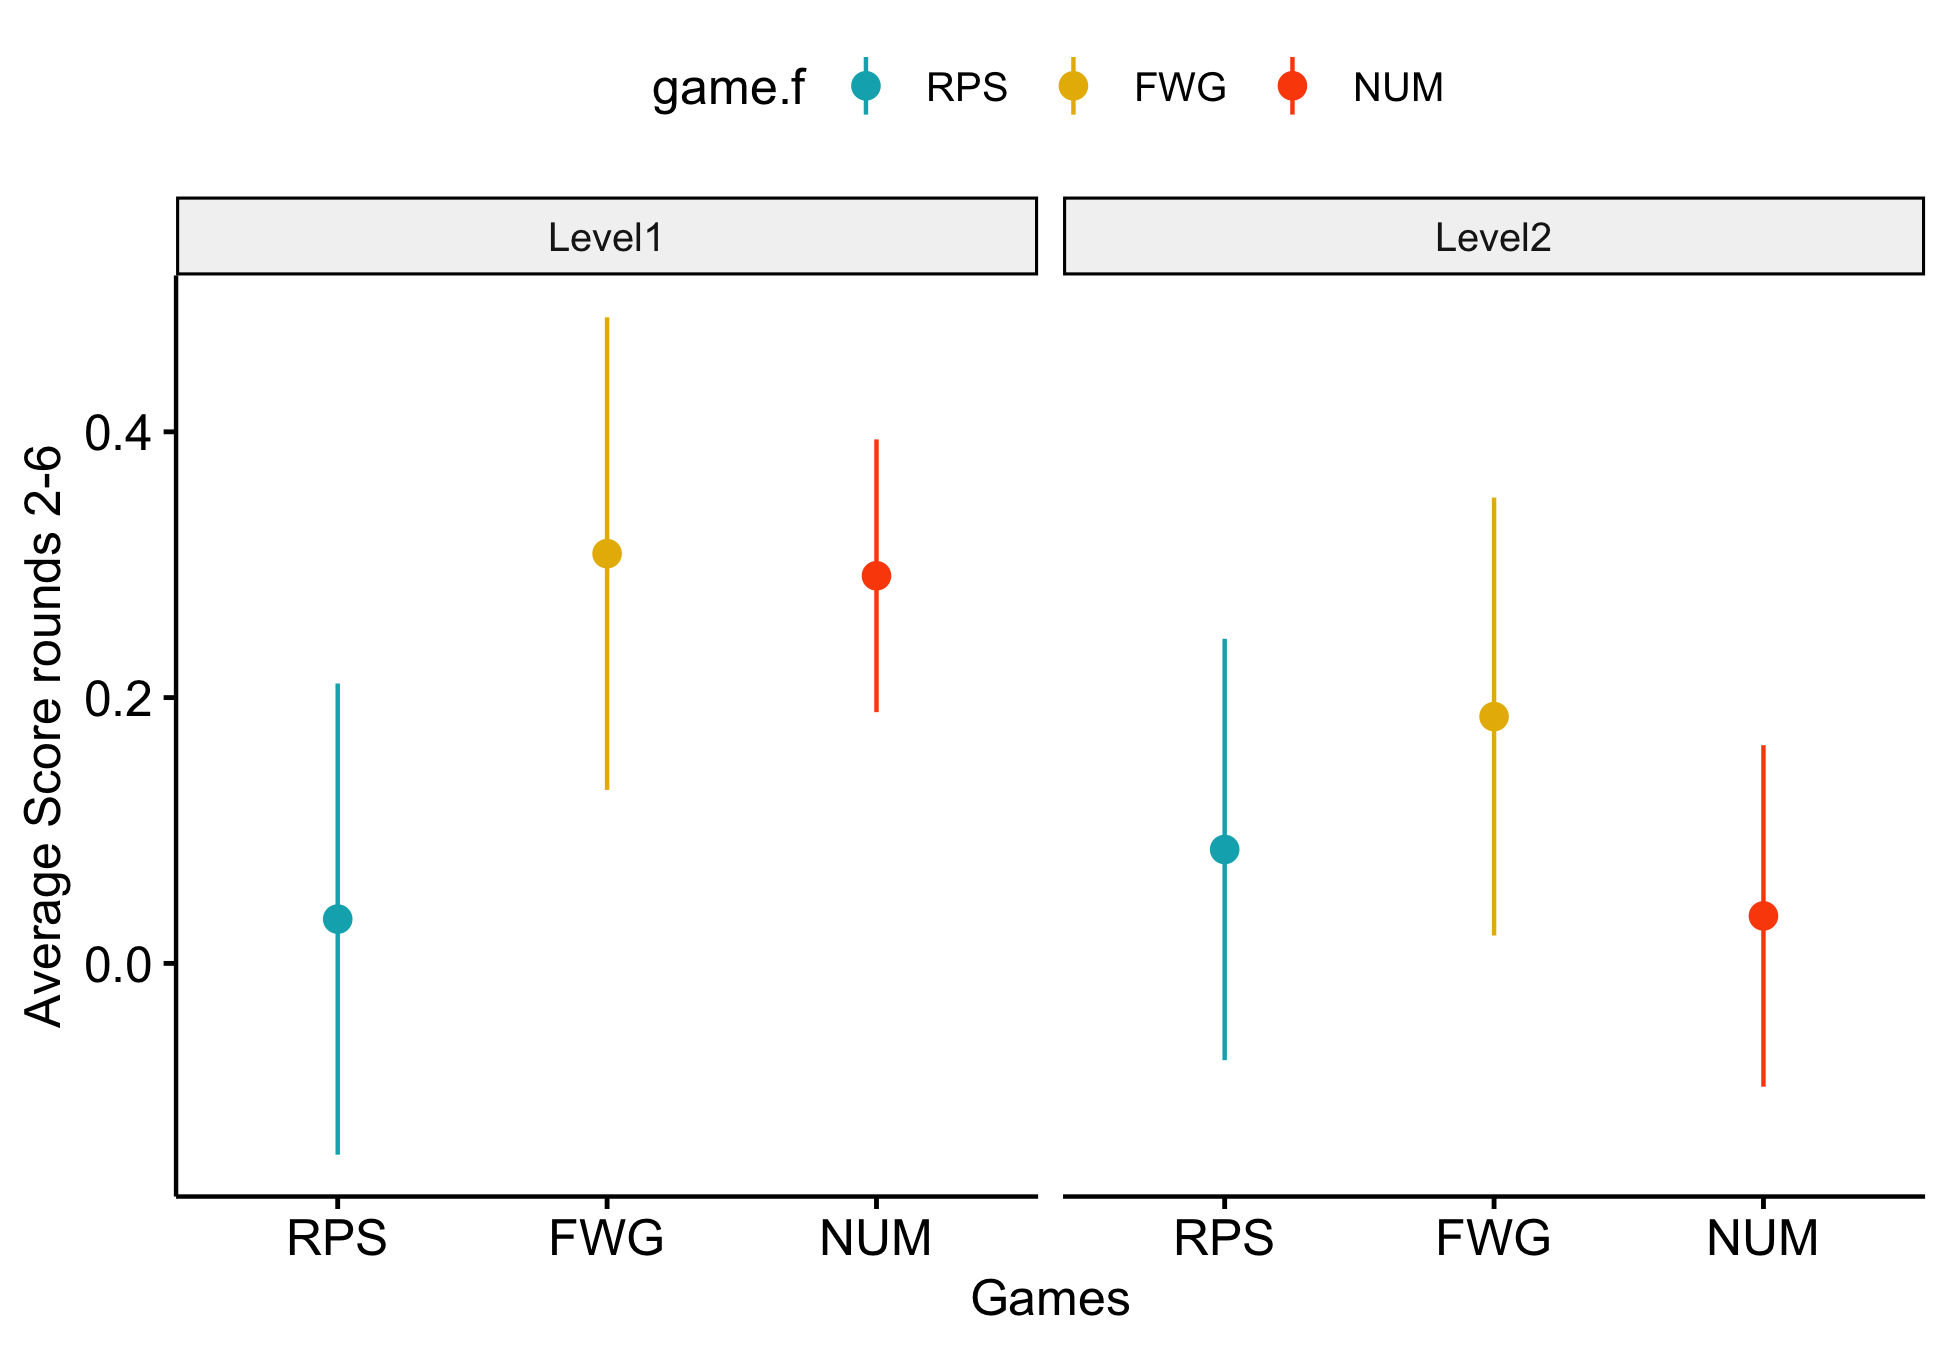 game.f RPS FWG NUM
Level1 Level2
Average Score rounds 2-6
0.4
0.2
0.0
RPS FWG NUM RPS FWG NUM
Games